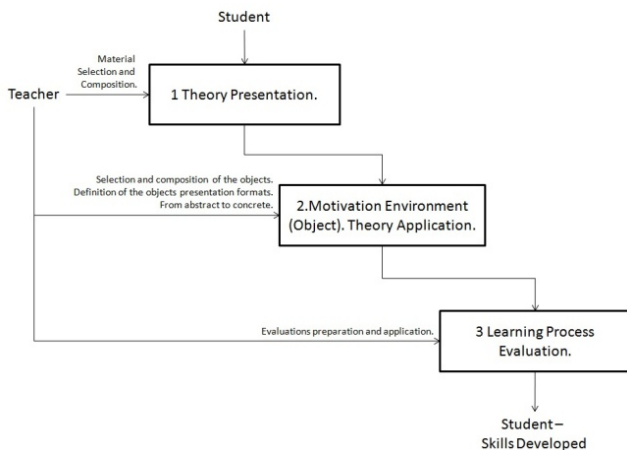 Student
Material
Selection and
Composition.
Teacher
1 Theory Presentation.
Selection and composition of the objects.
Definition of the objects presentation formats.
From abstract to concrete.
2.Motivation Environment
(Object). Theory Application.
Evaluations preparation and application.
3 Learning Process
Evaluation.
Student –
Skills Developed